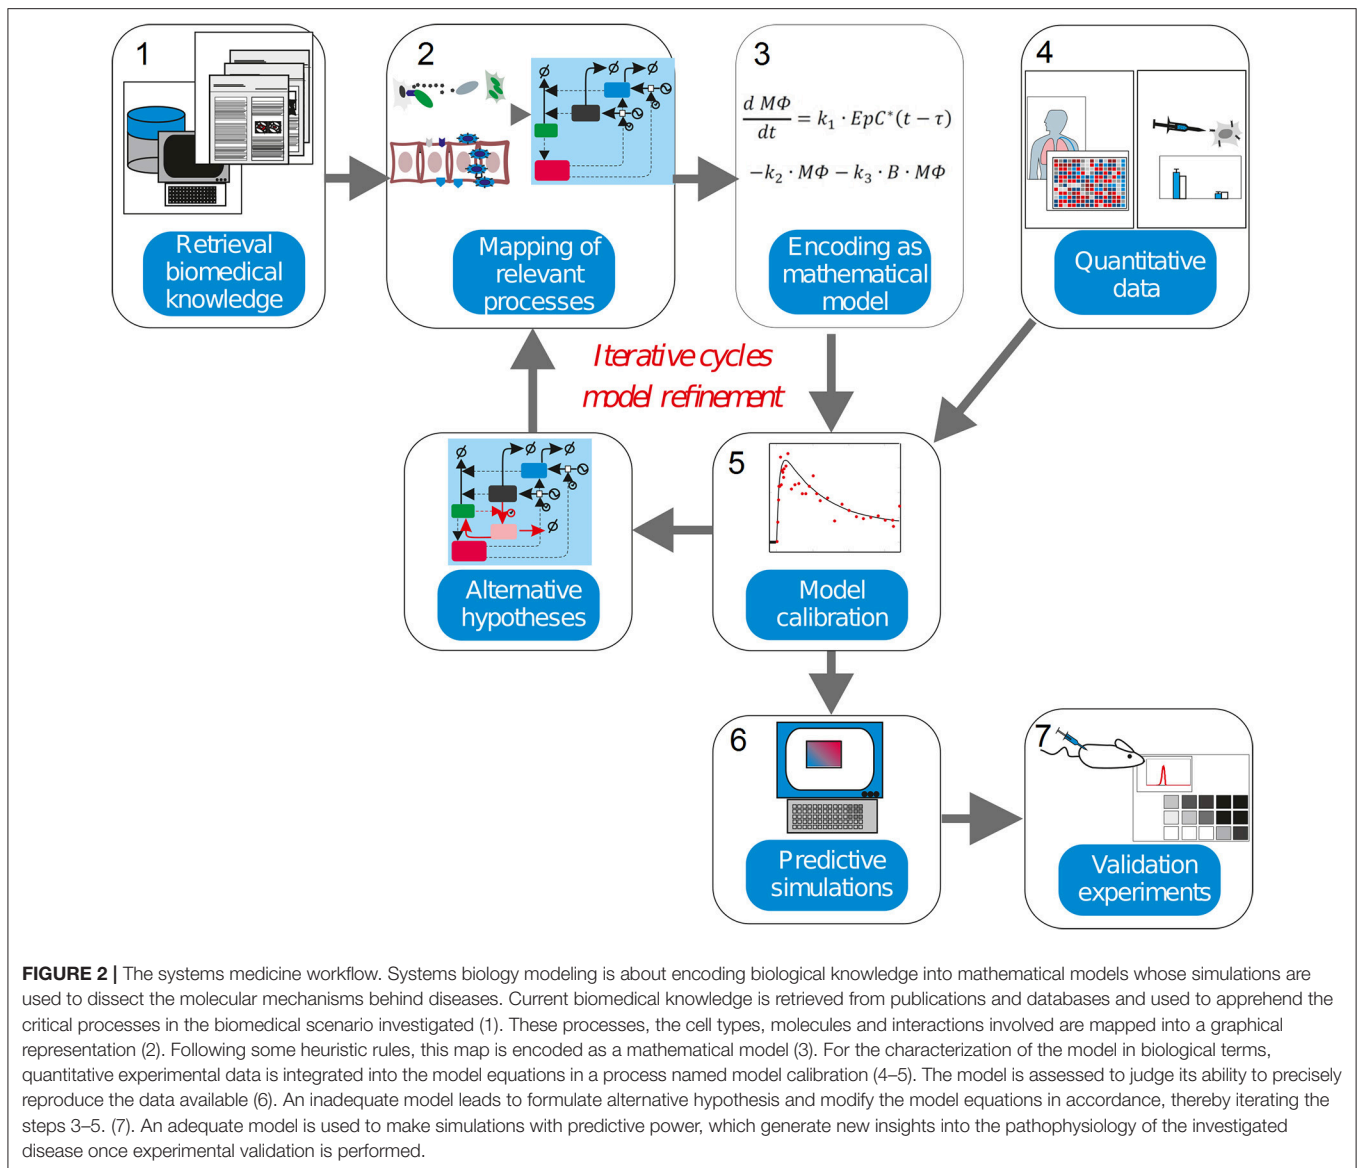 1
Retrieval
biomedical
knowledge
2
Mapping of
relevant
processes
3
d MΦ
dt
= k₁ · EpC*(t − τ)
−k₂ · MΦ − k₃ · B · MΦ
Encoding as
mathematical
model
4
Quantitative
data
Iterative cycles
model refinement
Alternative
hypotheses
5
Model
calibration
6
Predictive
simulations
7
Validation
experiments
FIGURE 2 | The systems medicine workflow. Systems biology modeling is about encoding biological knowledge into mathematical models whose simulations are
used to dissect the molecular mechanisms behind diseases. Current biomedical knowledge is retrieved from publications and databases and used to apprehend the
critical processes in the biomedical scenario investigated (1). These processes, the cell types, molecules and interactions involved are mapped into a graphical
representation (2). Following some heuristic rules, this map is encoded as a mathematical model (3). For the characterization of the model in biological terms,
quantitative experimental data is integrated into the model equations in a process named model calibration (4–5). The model is assessed to judge its ability to precisely
reproduce the data available (6). An inadequate model leads to formulate alternative hypothesis and modify the model equations in accordance, thereby iterating the
steps 3–5. (7). An adequate model is used to make simulations with predictive power, which generate new insights into the pathophysiology of the investigated
disease once experimental validation is performed.